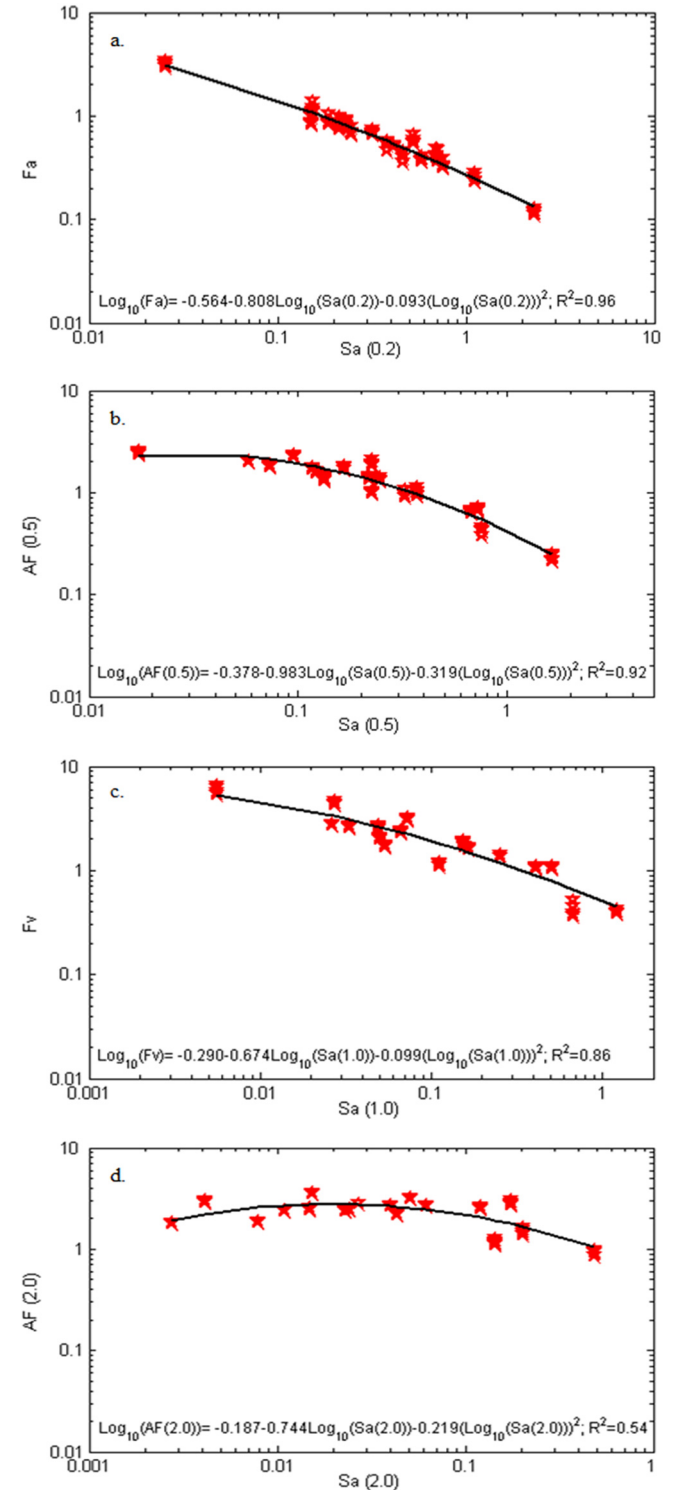 a.
10
1
Fa
0.1
Log10(Fa)= -0.564-0.808Log10(Sa(0.2))-0.093(Log10(Sa(0.2)))²; R²=0.96
0.01
0.01 0.1 1 10
Sa (0.2)
b.
10
1
AF (0.5)
0.1
Log10(AF(0.5))= -0.378-0.983Log10(Sa(0.5))-0.319(Log10(Sa(0.5)))²; R²=0.92
0.01
0.01 0.1 1
Sa (0.5)
c.
10
1
Fv
0.1
Log10(Fv)= -0.290-0.674Log10(Sa(1.0))-0.099(Log10(Sa(1.0)))²; R²=0.86
0.01
0.001 0.01 0.1 1
Sa (1.0)
d.
10
1
AF (2.0)
0.1
Log10(AF(2.0))= -0.187-0.744Log10(Sa(2.0))-0.219(Log10(Sa(2.0)))²; R²=0.54
0.01
0.001 0.01 0.1 1
Sa (2.0)